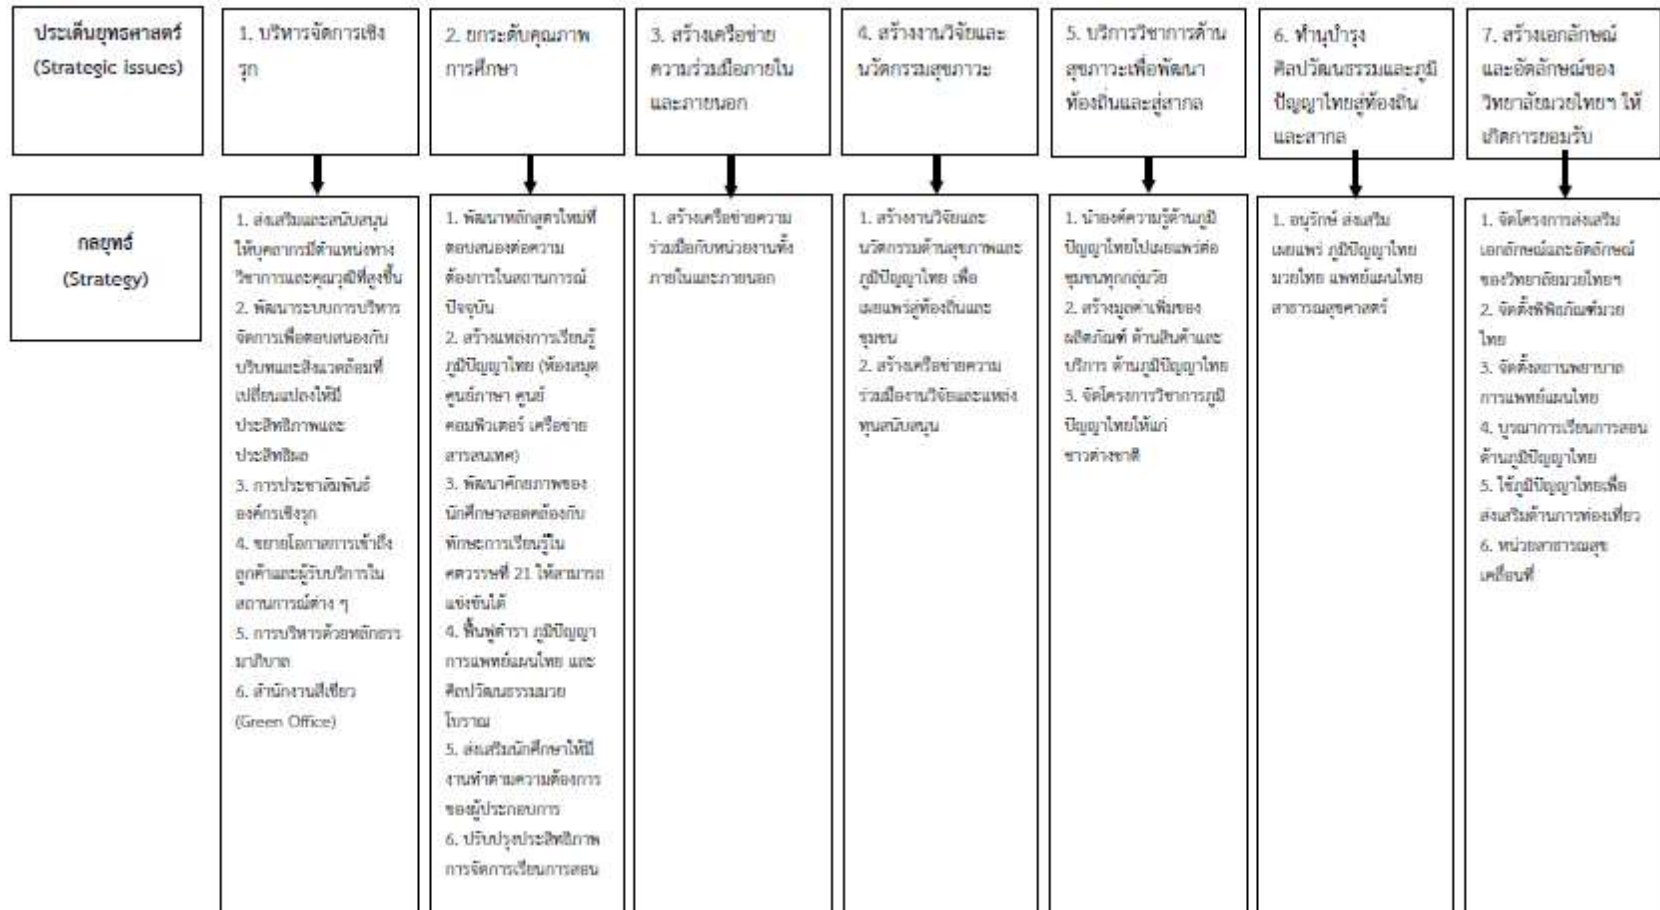 ประเด็นยุทธศาสตร์
(Strategic issues)
1. บริหารจัดการเชิง
รุก
2. ยกระดับคุณภาพ
การศึกษา
3. สร้างเครือข่าย
ความร่วมมือภายใน
และภายนอก
4. สร้างงานวิจัยและ
นวัตกรรมสุขภาวะ
5. บริการวิชาการด้าน
สุขภาวะเพื่อพัฒนา
ท้องถิ่นและสู่สากล
6. ทำนุบำรุง
ศิลปวัฒนธรรมและภูมิ
ปัญญาไทยสู่ท้องถิ่น
และสากล
7. สร้างเอกลักษณ์
และอัตลักษณ์ของ
วิทยาลัยมวยไทยฯ ให้
เกิดการยอมรับ
กลยุทธ์
(Strategy)
1. ส่งเสริมและสนับสนุน
ให้บุคลากรมีตำแหน่งทาง
วิชาการและคุณวุฒิที่สูงขึ้น
2. พัฒนาระบบการบริหาร
จัดการเพื่อตอบสนองกับ
บริบทและสิ่งแวดล้อมที่
เปลี่ยนแปลงให้มี
ประสิทธิภาพและ
ประสิทธิผล
3. การประชาสัมพันธ์
องค์กรเชิงรุก
4. ขยายโอกาสการเข้าถึง
ลูกค้าและผู้รับบริการใน
สถานการณ์ต่าง ๆ
5. การบริหารด้วยหลักธรร
มาภิบาล
6. สำนักงานสีเขียว
(Green Office)
1. พัฒนาหลักสูตรใหม่ที่
ตอบสนองต่อความ
ต้องการในสถานการณ์
ปัจจุบัน
2. สร้างแหล่งการเรียนรู้
ภูมิปัญญาไทย (ห้องสมุด
ศูนย์ภาษา ศูนย์
คอมพิวเตอร์ เครือข่าย
สารสนเทศ)
3. พัฒนาศักยภาพของ
นักศึกษาสอดคล้องกับ
ทักษะการเรียนรู้ใน
ศตวรรษที่ 21 ให้สามารถ
แข่งขันได้
4. ฟื้นฟูตำรา ภูมิปัญญา
การแพทย์แผนไทย และ
ศิลปวัฒนธรรมมวย
โบราณ
5. ส่งเสริมนักศึกษาให้มี
งานทำตามความต้องการ
ของผู้ประกอบการ
6. ปรับปรุงประสิทธิภาพ
การจัดการเรียนการสอน
1. สร้างเครือข่ายความ
ร่วมมือกับหน่วยงานทั้ง
ภายในและภายนอก
1. สร้างงานวิจัยและ
นวัตกรรมด้านสุขภาพและ
ภูมิปัญญาไทย เพื่อ
เผยแพร่สู่ท้องถิ่นและ
ชุมชน
2. สร้างเครือข่ายความ
ร่วมมืองานวิจัยและแหล่ง
ทุนสนับสนุน
1. นำองค์ความรู้ด้านภูมิ
ปัญญาไทยไปเผยแพร่ต่อ
ชุมชนทุกกลุ่มวัย
2. สร้างมูลค่าเพิ่มของ
ผลิตภัณฑ์ ด้านสินค้าและ
บริการ ด้านภูมิปัญญาไทย
3. จัดโครงการวิชาการภูมิ
ปัญญาไทยให้แก่
ชาวต่างชาติ
1. อนุรักษ์ ส่งเสริม
เผยแพร่ ภูมิปัญญาไทย
มวยไทย แพทย์แผนไทย
สาธารณสุขศาสตร์
1. จัดโครงการส่งเสริม
เอกลักษณ์และอัตลักษณ์
ของวิทยาลัยมวยไทยฯ
2. จัดตั้งพิพิธภัณฑ์มวย
ไทย
3. จัดตั้งสถานพยาบาล
การแพทย์แผนไทย
4. บูรณาการเรียนการสอน
ด้านภูมิปัญญาไทย
5. ใช้ภูมิปัญญาไทยเพื่อ
ส่งเสริมด้านการท่องเที่ยว
6. หน่วยสาธารณสุข
เคลื่อนที่